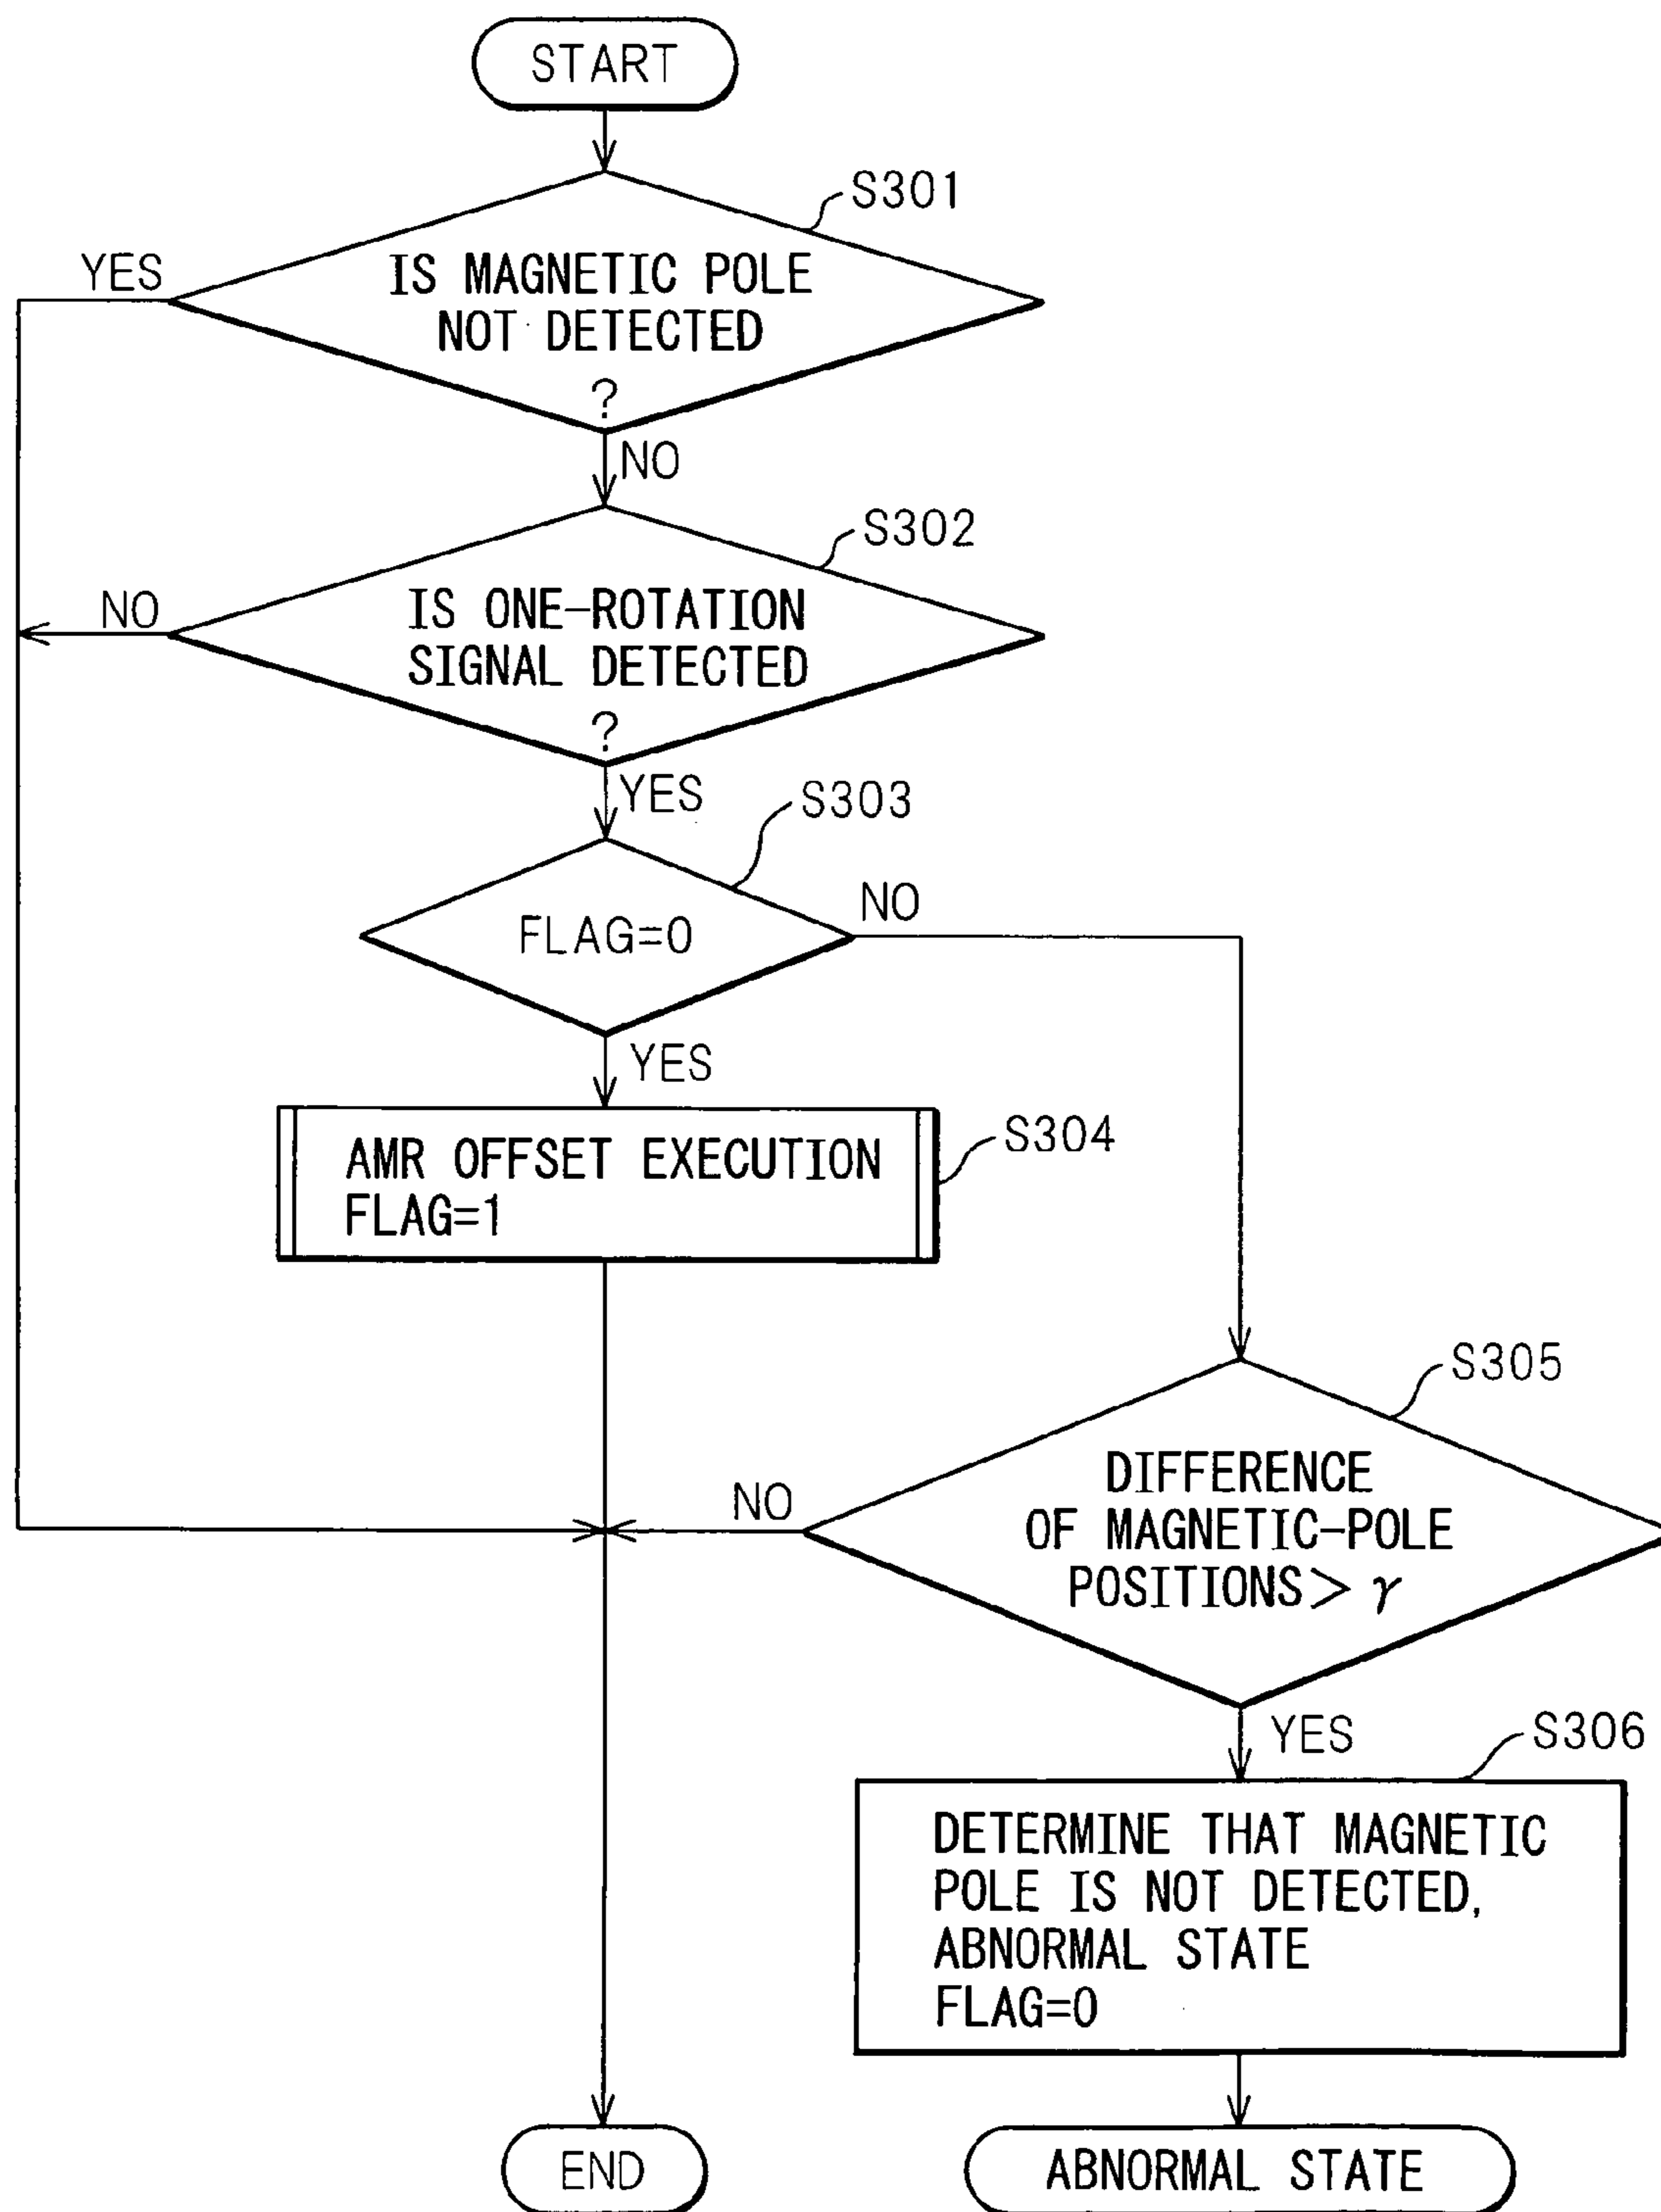 START
S301
YES
IS MAGNETIC POLE
NOT DETECTED
?
NO
S302
NO
IS ONE-ROTATION
SIGNAL DETECTED
?
YES
S303
NO
FLAG=0
YES
S304
AMR OFFSET EXECUTION
FLAG=1
S305
DIFFERENCE
OF MAGNETIC-POLE
POSITIONS> γ
NO
YES
S306
DETERMINE THAT MAGNETIC
POLE IS NOT DETECTED,
ABNORMAL STATE
FLAG=0
END
ABNORMAL STATE